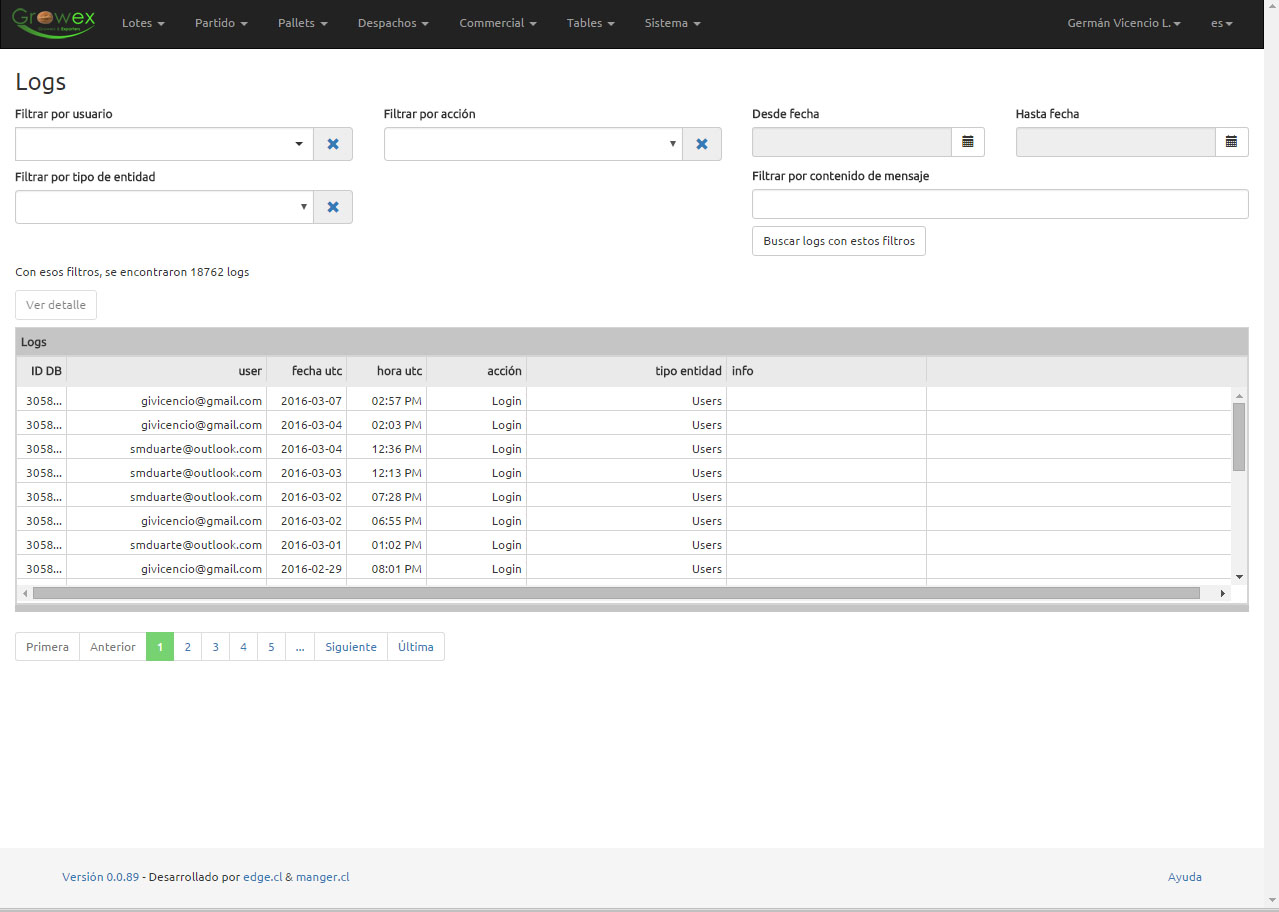 Growex
Lotes Partido Pallets Despachos Commercial Tables Sistema Germán Vicencio L. es
Logs
Filtrar por usuario Filtrar por acción Desde fecha Hasta fecha
Filtrar por tipo de entidad Filtrar por contenido de mensaje
Buscar logs con estos filtros
Con esos filtros, se encontraron 18762 logs
Ver detalle
Logs
ID DB user fecha utc hora utc acción tipo entidad info
3058... givicencio@gmail.com 2016-03-07 02:57 PM Login Users
3058... givicencio@gmail.com 2016-03-04 02:03 PM Login Users
3058... smduarte@outlook.com 2016-03-04 12:36 PM Login Users
3058... smduarte@outlook.com 2016-03-03 12:13 PM Login Users
3058... smduarte@outlook.com 2016-03-02 07:28 PM Login Users
3058... givicencio@gmail.com 2016-03-02 06:55 PM Login Users
3058... smduarte@outlook.com 2016-03-01 01:02 PM Login Users
3058... givicencio@gmail.com 2016-02-29 08:01 PM Login Users
Primera Anterior 1 2 3 4 5 ... Siguiente Última
Versión 0.0.89 - Desarrollado por edge.cl & manger.cl Ayuda